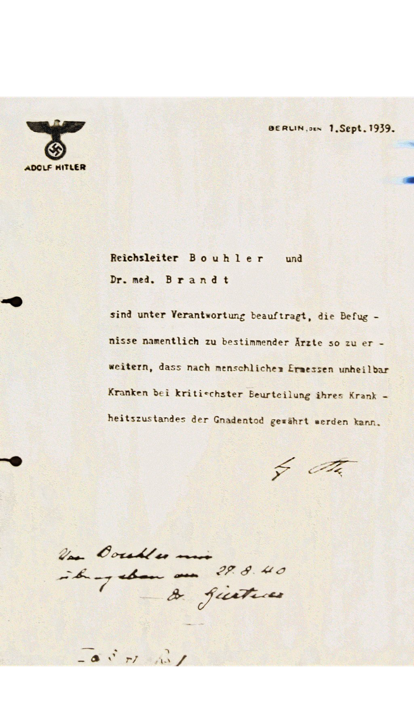 BERLIN, DEN 1.Sept.1939.
ADOLF HITLER
Reichsleiter B o u h l e r und
Dr. med. B r a n d t
sind unter Verantwortung beauftragt, die Befug -
nisse namentlich zu bestimmender Ärzte so zu er -
weitern, dass nach menschlichem Ermessen unheilbar
Kranken bei kritischster Beurteilung ihres Krank -
heitszustandes der Gnadentod gewährt werden kann.
Von Bouhler mir
übergeben am 27.8.40
Dr. Gürtner